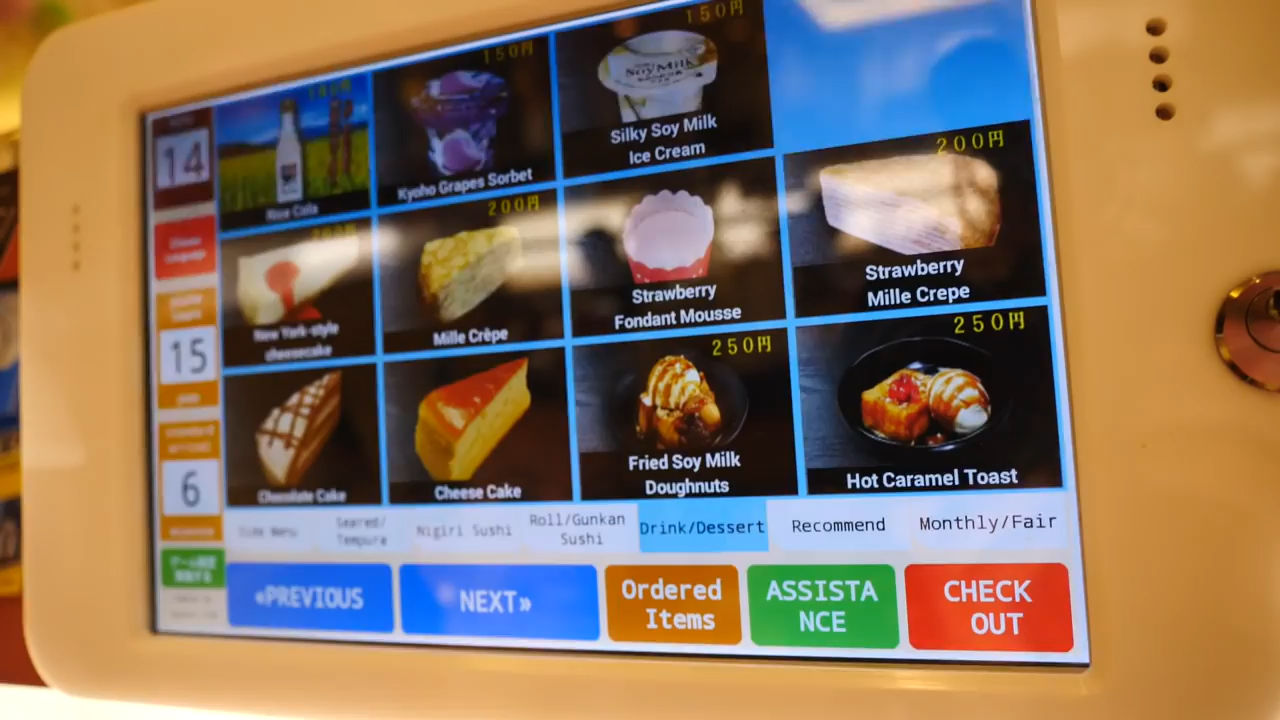 14
150円
150円
SoyMilk
Rice Cola
Kyoho Grapes Sorbet
Silky Soy Milk
Ice Cream
200円
200円
New York-style
cheesecake
Mille Crêpe
Strawberry
Fondant Mousse
Strawberry
Mille Crepe
15
250円
250円
Chocolate Cake
Cheese Cake
Fried Soy Milk
Doughnuts
Hot Caramel Toast
6
Side Menu
Seared/
Tempura
Nigiri Sushi
Roll/Gunkan
Sushi
Drink/Dessert
Recommend
Monthly/Fair
«PREVIOUS
NEXT»
Ordered
Items
ASSISTA
NCE
CHECK
OUT